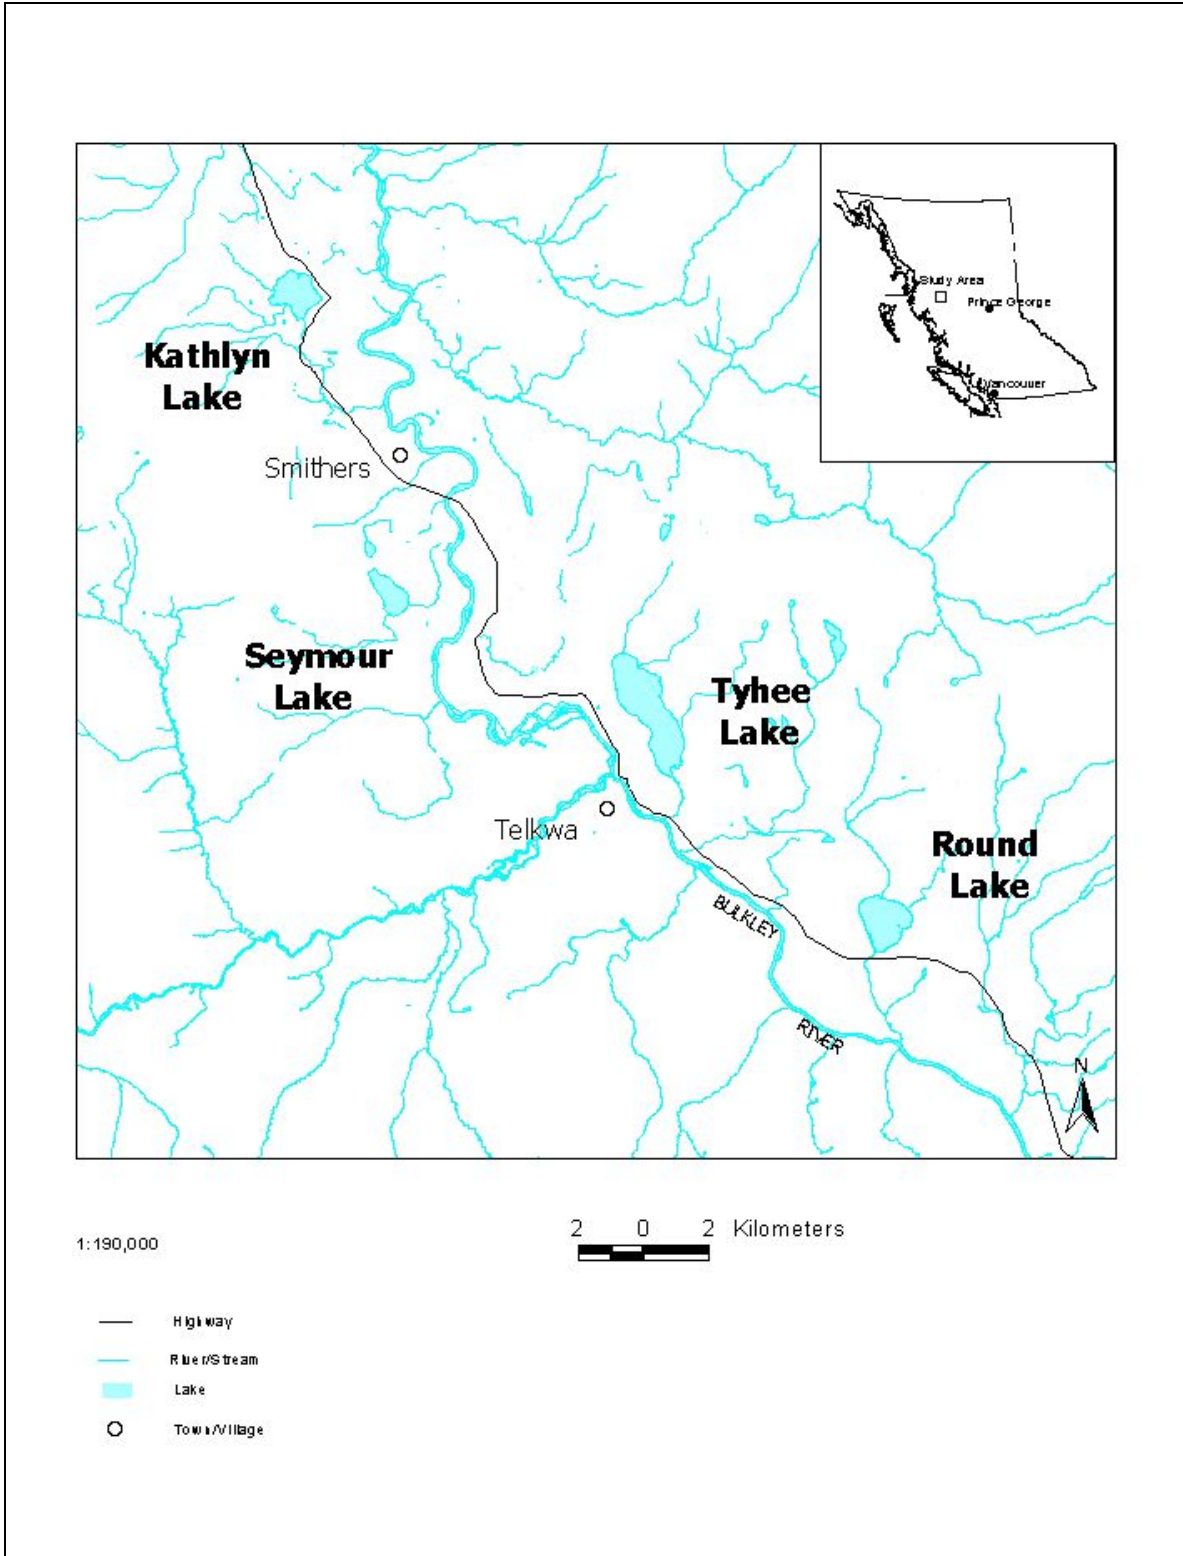 Study Area
Prince George
Vancouver
Kathlyn
Lake
Smithers
Seymour
Lake
Tyhee
Lake
Telkwa
Round
Lake
BULKLEY
RIVER
N
2 0 2 Kilometers
1:190,000
Highway
River/Stream
Lake
Town/Village